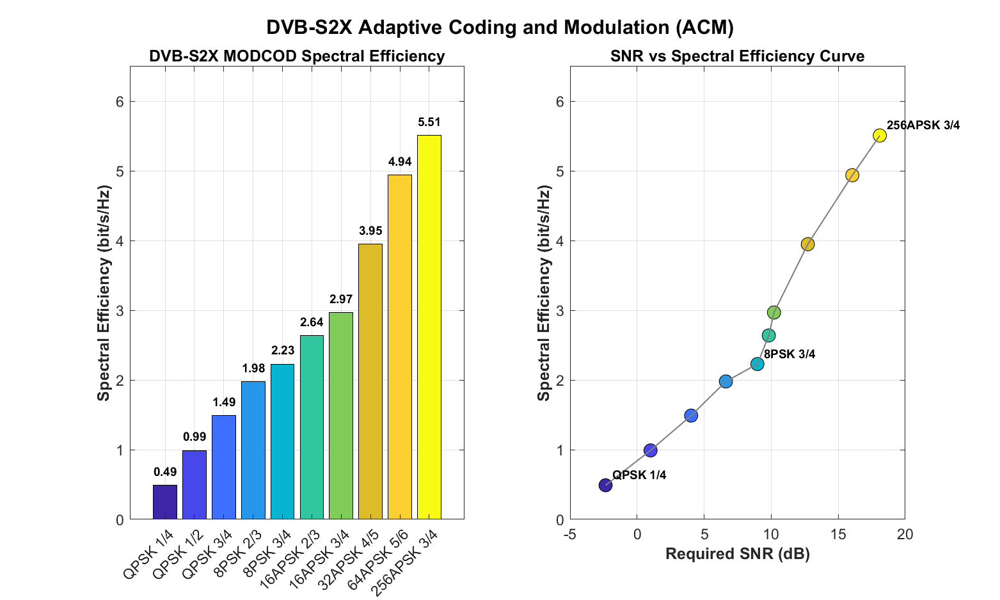 DVB-S2X Adaptive Coding and Modulation (ACM)
DVB-S2X MODCOD Spectral Efficiency
Spectral Efficiency (bit/s/Hz)
6
5
4
3
2
1
0
0.49
0.99
1.49
1.98
2.23
2.64
2.97
3.95
4.94
5.51
QPSK 1/4
QPSK 1/2
QPSK 3/4
8PSK 2/3
8PSK 3/4
16APSK 2/3
16APSK 3/4
32APSK 4/5
64APSK 5/6
256APSK 3/4
SNR vs Spectral Efficiency Curve
Spectral Efficiency (bit/s/Hz)
6
5
4
3
2
1
0
256APSK 3/4
8PSK 3/4
QPSK 1/4
-5
0
5
10
15
20
Required SNR (dB)